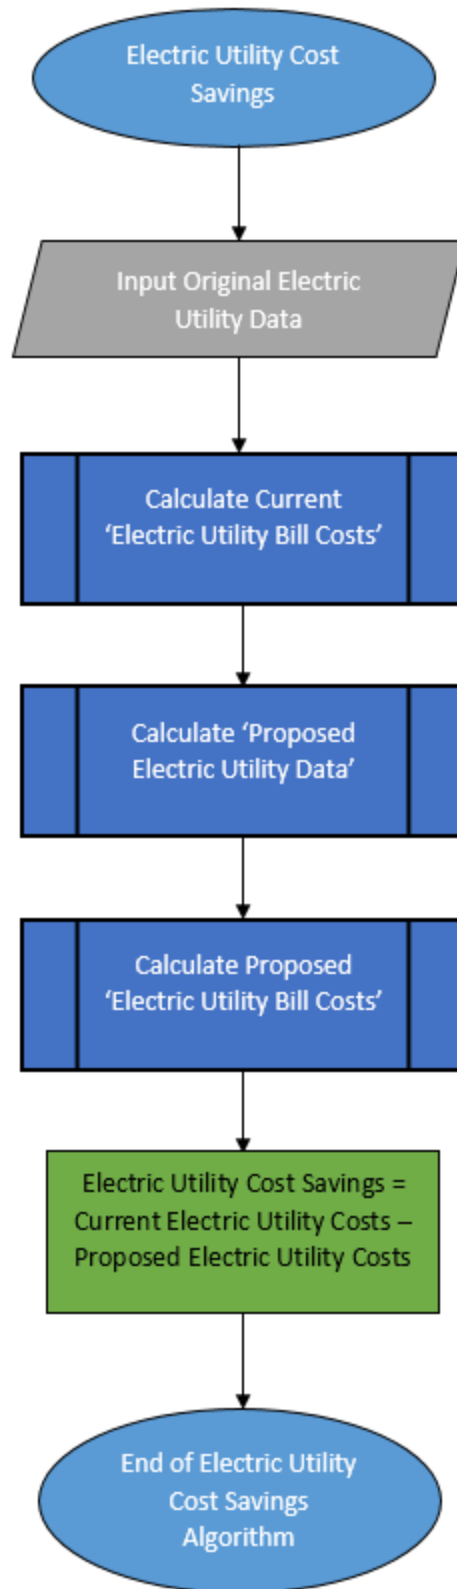 Electric Utility Cost
Savings
Input Original Electric
Utility Data
Calculate Current
‘Electric Utility Bill Costs’
Calculate ‘Proposed
Electric Utility Data’
Calculate Proposed
‘Electric Utility Bill Costs’
Electric Utility Cost Savings =
Current Electric Utility Costs –
Proposed Electric Utility Costs
End of Electric Utility
Cost Savings
Algorithm